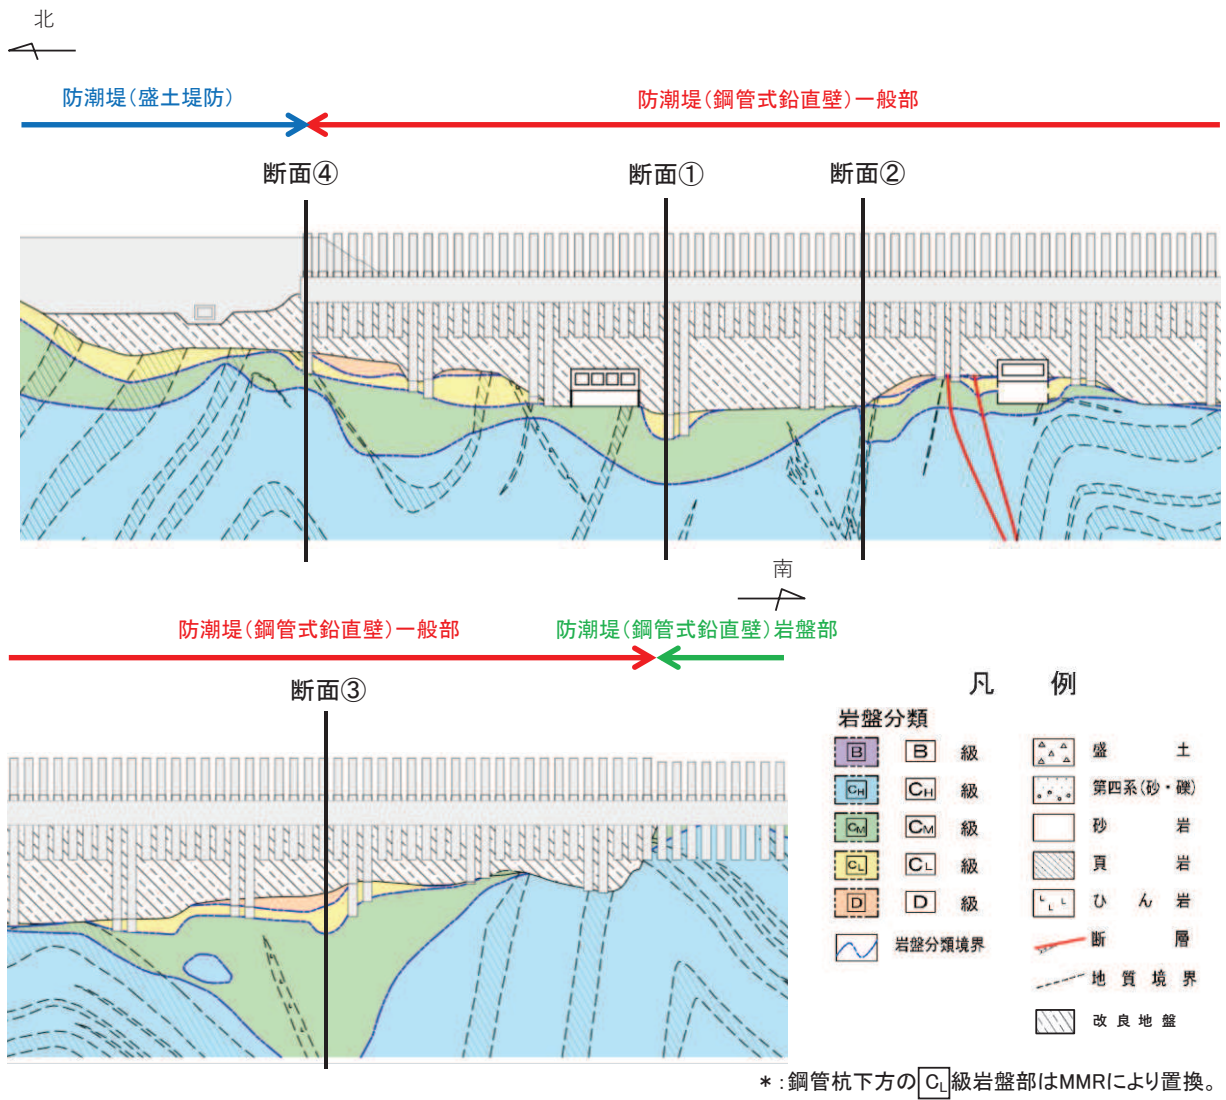 北
防潮堤(盛土堤防)
防潮堤(鋼管式鉛直壁)一般部
断面④
断面①
断面②
南
防潮堤(鋼管式鉛直壁)一般部
防潮堤(鋼管式鉛直壁)岩盤部
断面③
凡 例
岩盤分類
B B 級
CH CH 級
CM CM 級
CL CL 級
D D 級
岩盤分類境界
盛 土
第四系(砂・礫)
砂 岩
頁 岩
ひ ん 岩
断 層
地 質 境 界
改 良 地 盤
＊:鋼管杭下方のCL級岩盤部はMMRにより置換。